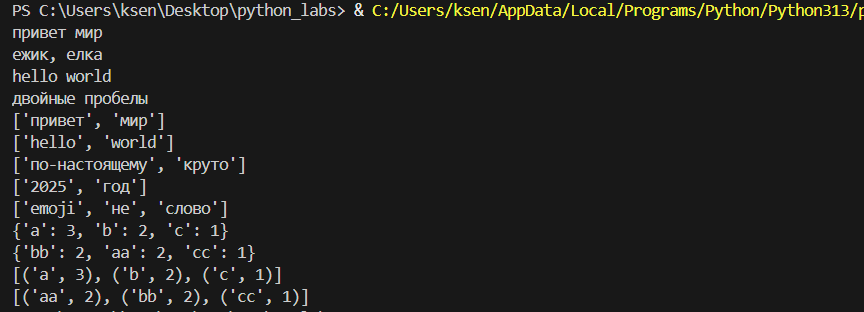 PS C:\Users\ksen\Desktop\python_labs> & C:/Users/ksen/AppData/Local/Programs/Python/Python313/
привет мир
ежик, елка
hello world
двойные пробелы
['привет', 'мир']
['hello', 'world']
['по-настоящему', 'круто']
['2025', 'год']
['emoji', 'не', 'слово']
{'a': 3, 'b': 2, 'c': 1}
{'bb': 2, 'aa': 2, 'cc': 1}
[('a', 3), ('b', 2), ('c', 1)]
[('aa', 2), ('bb', 2), ('cc', 1)]